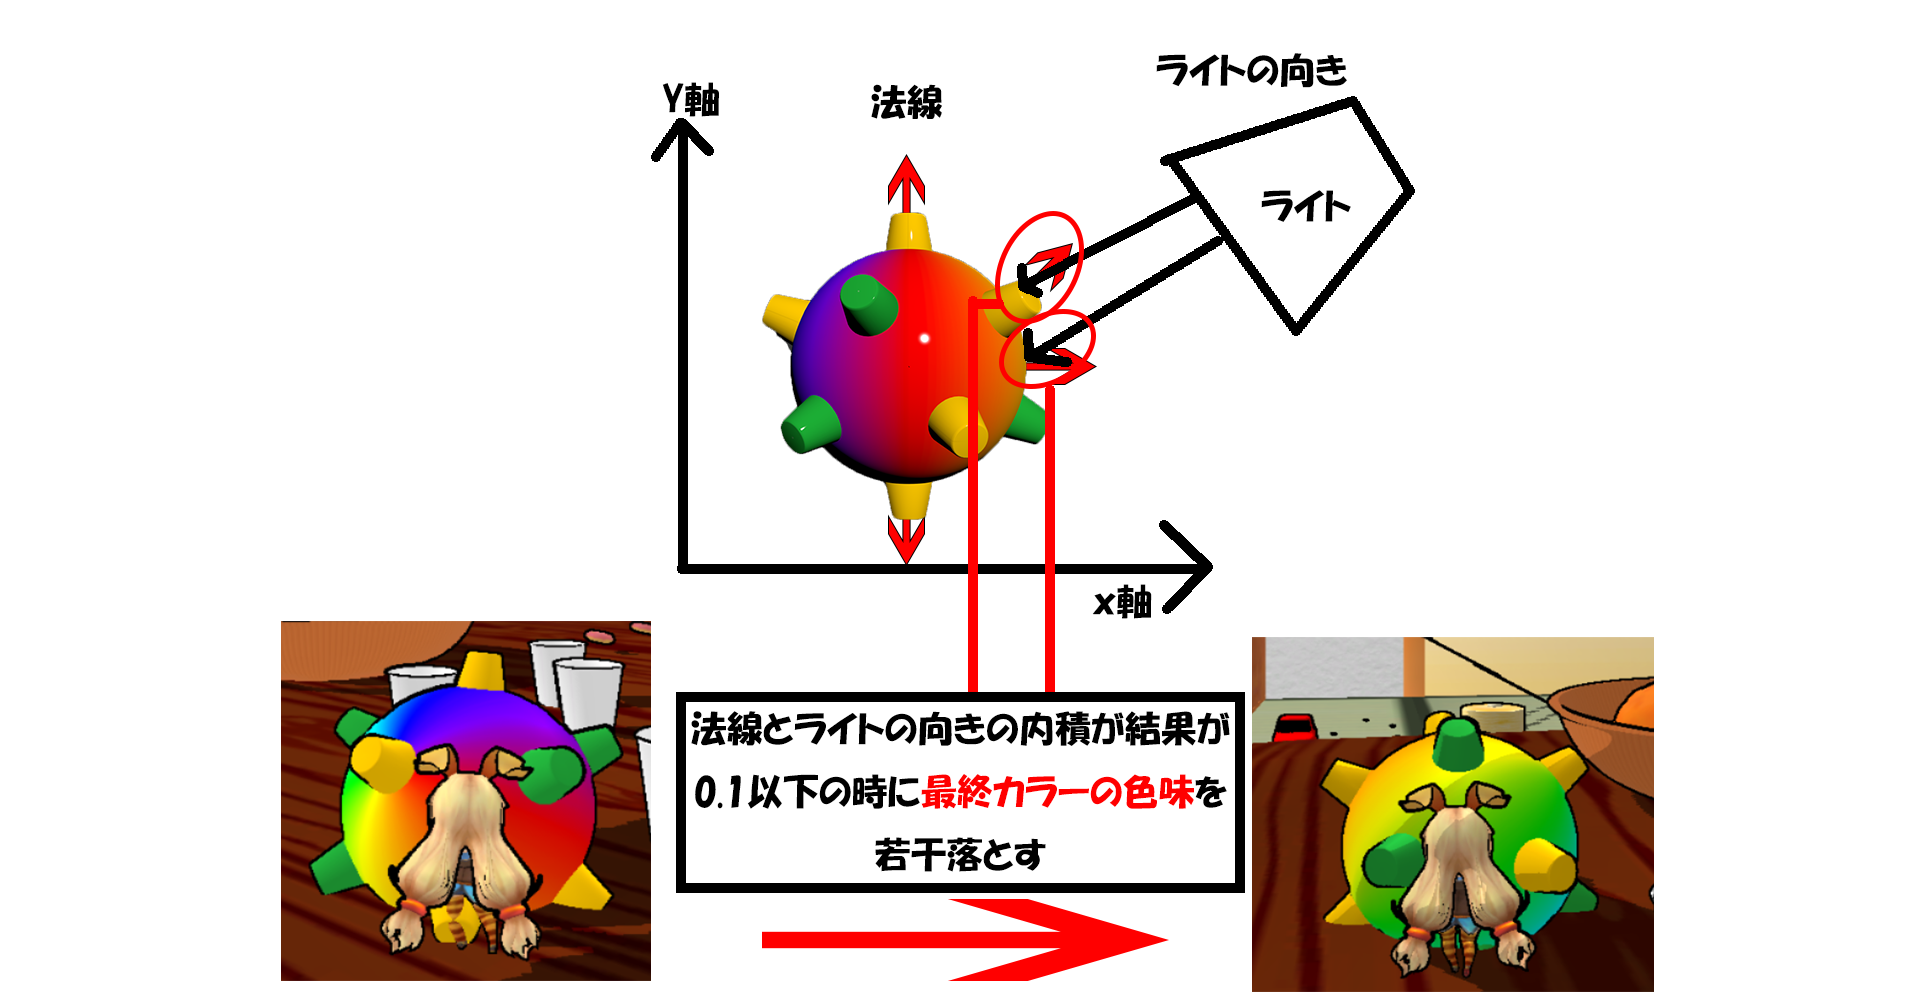 ライトの向き
Y軸
法線
ライト
x軸
法線とライトの向きの内積が結果が
0.1以下の時に最終カラーの色味を
若干落とす